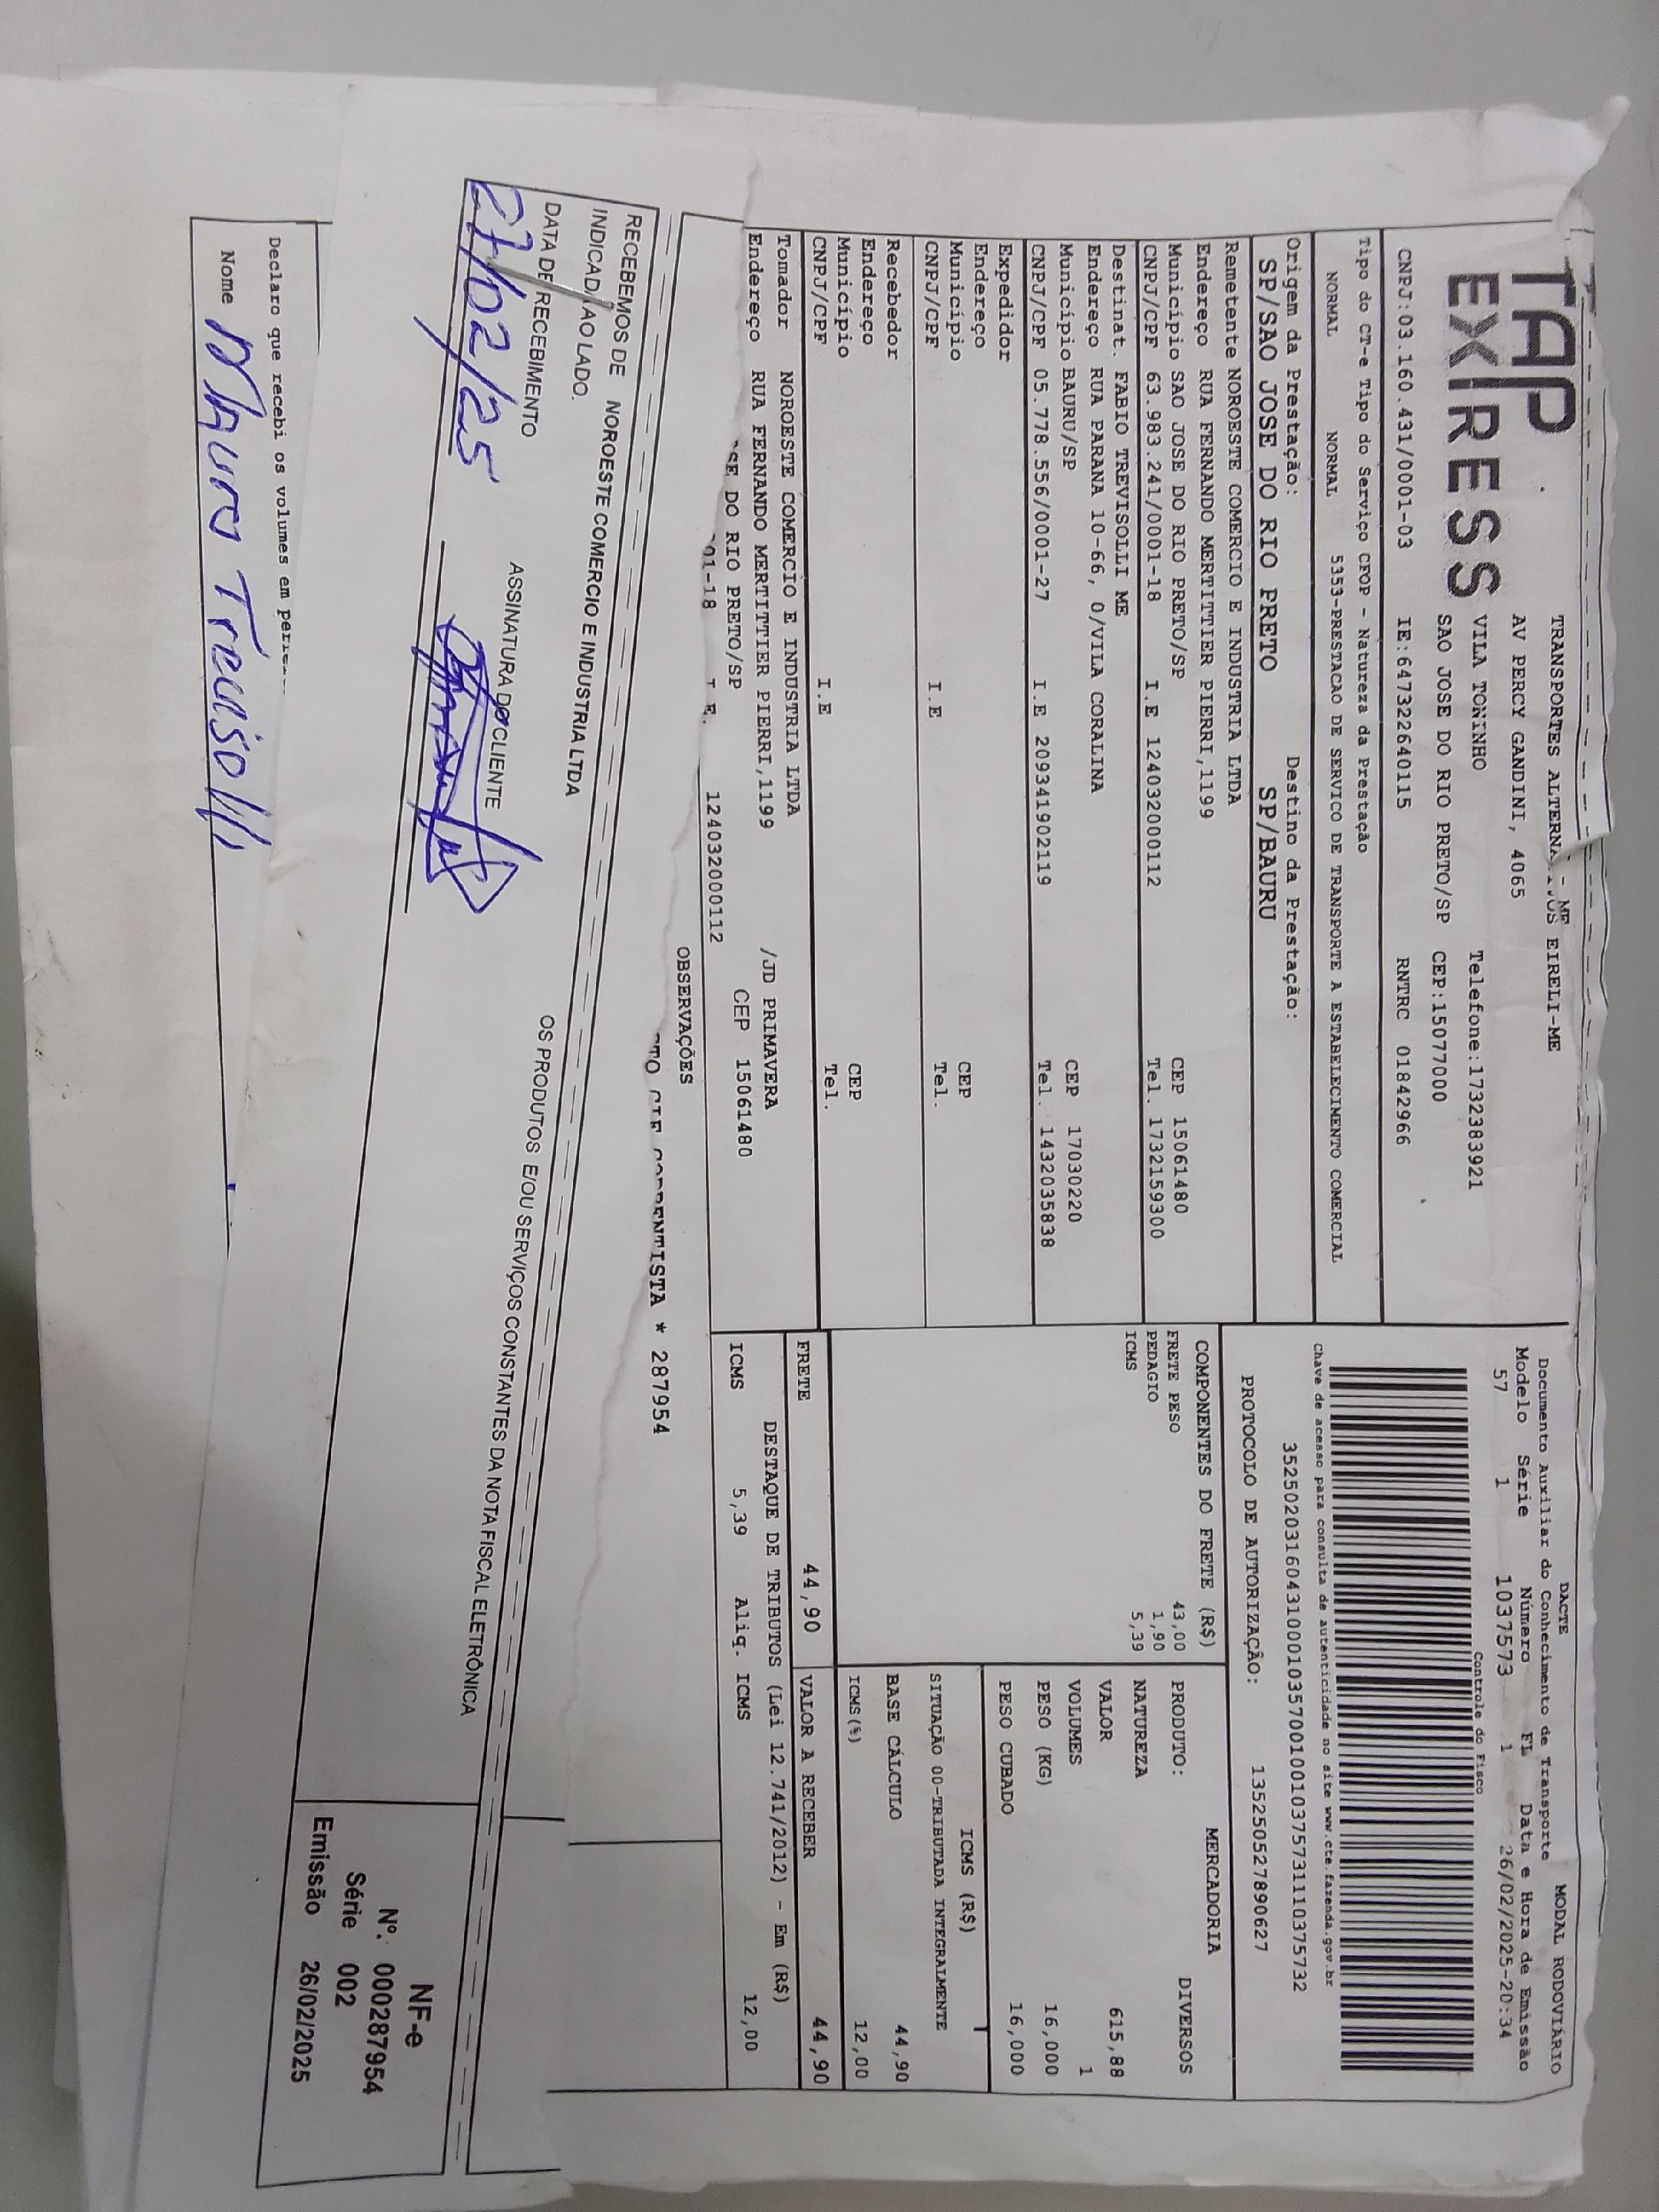 TAP
EXPRESS
TRANSPORTES ALTERNATIVOS EIRELI-ME
AV PERCY GANDINI, 4065
VILA TONINHO
Telefone:1732383921
SAO JOSE DO RIO PRETO/SP CEP:15077000
CNPJ:03.160.431/0001-03 IE:647322640115 RNTRC 01842966
DACTE MODAL RODOVIÁRIO
Documento Auxiliar do Conhecimento de Transporte
Modelo Série Número FL Data e Hora de Emissão
57 1 1037573 1 26/02/2025-20:34
Controle do Fisco
Chave de acesso para consulta de autenticidade no site www.cte.fazenda.gov.br
35250203160431000103570010010375731110375732
PROTOCOLO DE AUTORIZAÇÃO: 135250527890627
Tipo do CT-e Tipo do Serviço CFOP - Natureza da Prestação
NORMAL NORMAL 5353-PRESTACAO DE SERVICO DE TRANSPORTE A ESTABELECIMENTO COMERCIAL
Origem da Prestação: Destino da Prestação:
SP/SAO JOSE DO RIO PRETO SP/BAURU
Remetente NOROESTE COMERCIO E INDUSTRIA LTDA
Endereço RUA FERNANDO MERTITTIER PIERRI,1199
Município SAO JOSE DO RIO PRETO/SP CEP 15061480
CNPJ/CPF 63.983.241/0001-18 I.E 124032000112 Tel. 1732159300
Destinat. FABIO TREVISOLLI ME
Endereço RUA PARANA 10-66, 0/VILA CORALINA
Município BAURU/SP CEP 17030220
CNPJ/CPF 05.778.556/0001-27 I.E 209341902119 Tel. 1432035838
Expedidor
Endereço
Município CEP
CNPJ/CPF I.E Tel.
Recebedor
Endereço
Município CEP
CNPJ/CPF I.E Tel.
Tomador NOROESTE COMERCIO E INDUSTRIA LTDA
Endereço RUA FERNANDO MERTITTIER PIERRI,1199 /JD PRIMAVERA
DO RIO PRETO/SP CEP 15061480
01-18 124032000112
OBSERVAÇÕES
* 287954
COMPONENTES DO FRETE (R$)
FRETE PESO 43,00
PEDAGIO 1,90
ICMS 5,39
MERCADORIA
PRODUTO: DIVERSOS
NATUREZA
VALOR 615,88
VOLUMES 1
PESO (KG) 16,000
PESO CUBADO 16,000
ICMS (R$)
SITUAÇÃO 00-TRIBUTADA INTEGRALMENTE
BASE CÁLCULO 44,90
ICMS(%) 12,00
FRETE 44,90 VALOR A RECEBER 44,90
DESTAQUE DE TRIBUTOS (Lei 12.741/2012) - Em (R$)
ICMS 5,39 Aliq. ICMS 12,00
RECEBEMOS DE NOROESTE COMERCIO E INDUSTRIA LTDA OS PRODUTOS E/OU SERVIÇOS CONSTANTES DA NOTA FISCAL ELETRÔNICA
INDICADA AO LADO.
DATA DE RECEBIMENTO ASSINATURA DO CLIENTE
27/02/25
NF-e
Nº. 000287954
Série 002
Emissão 26/02/2025
Declaro que recebi os volumes em
Nome Mauro Trevisolli